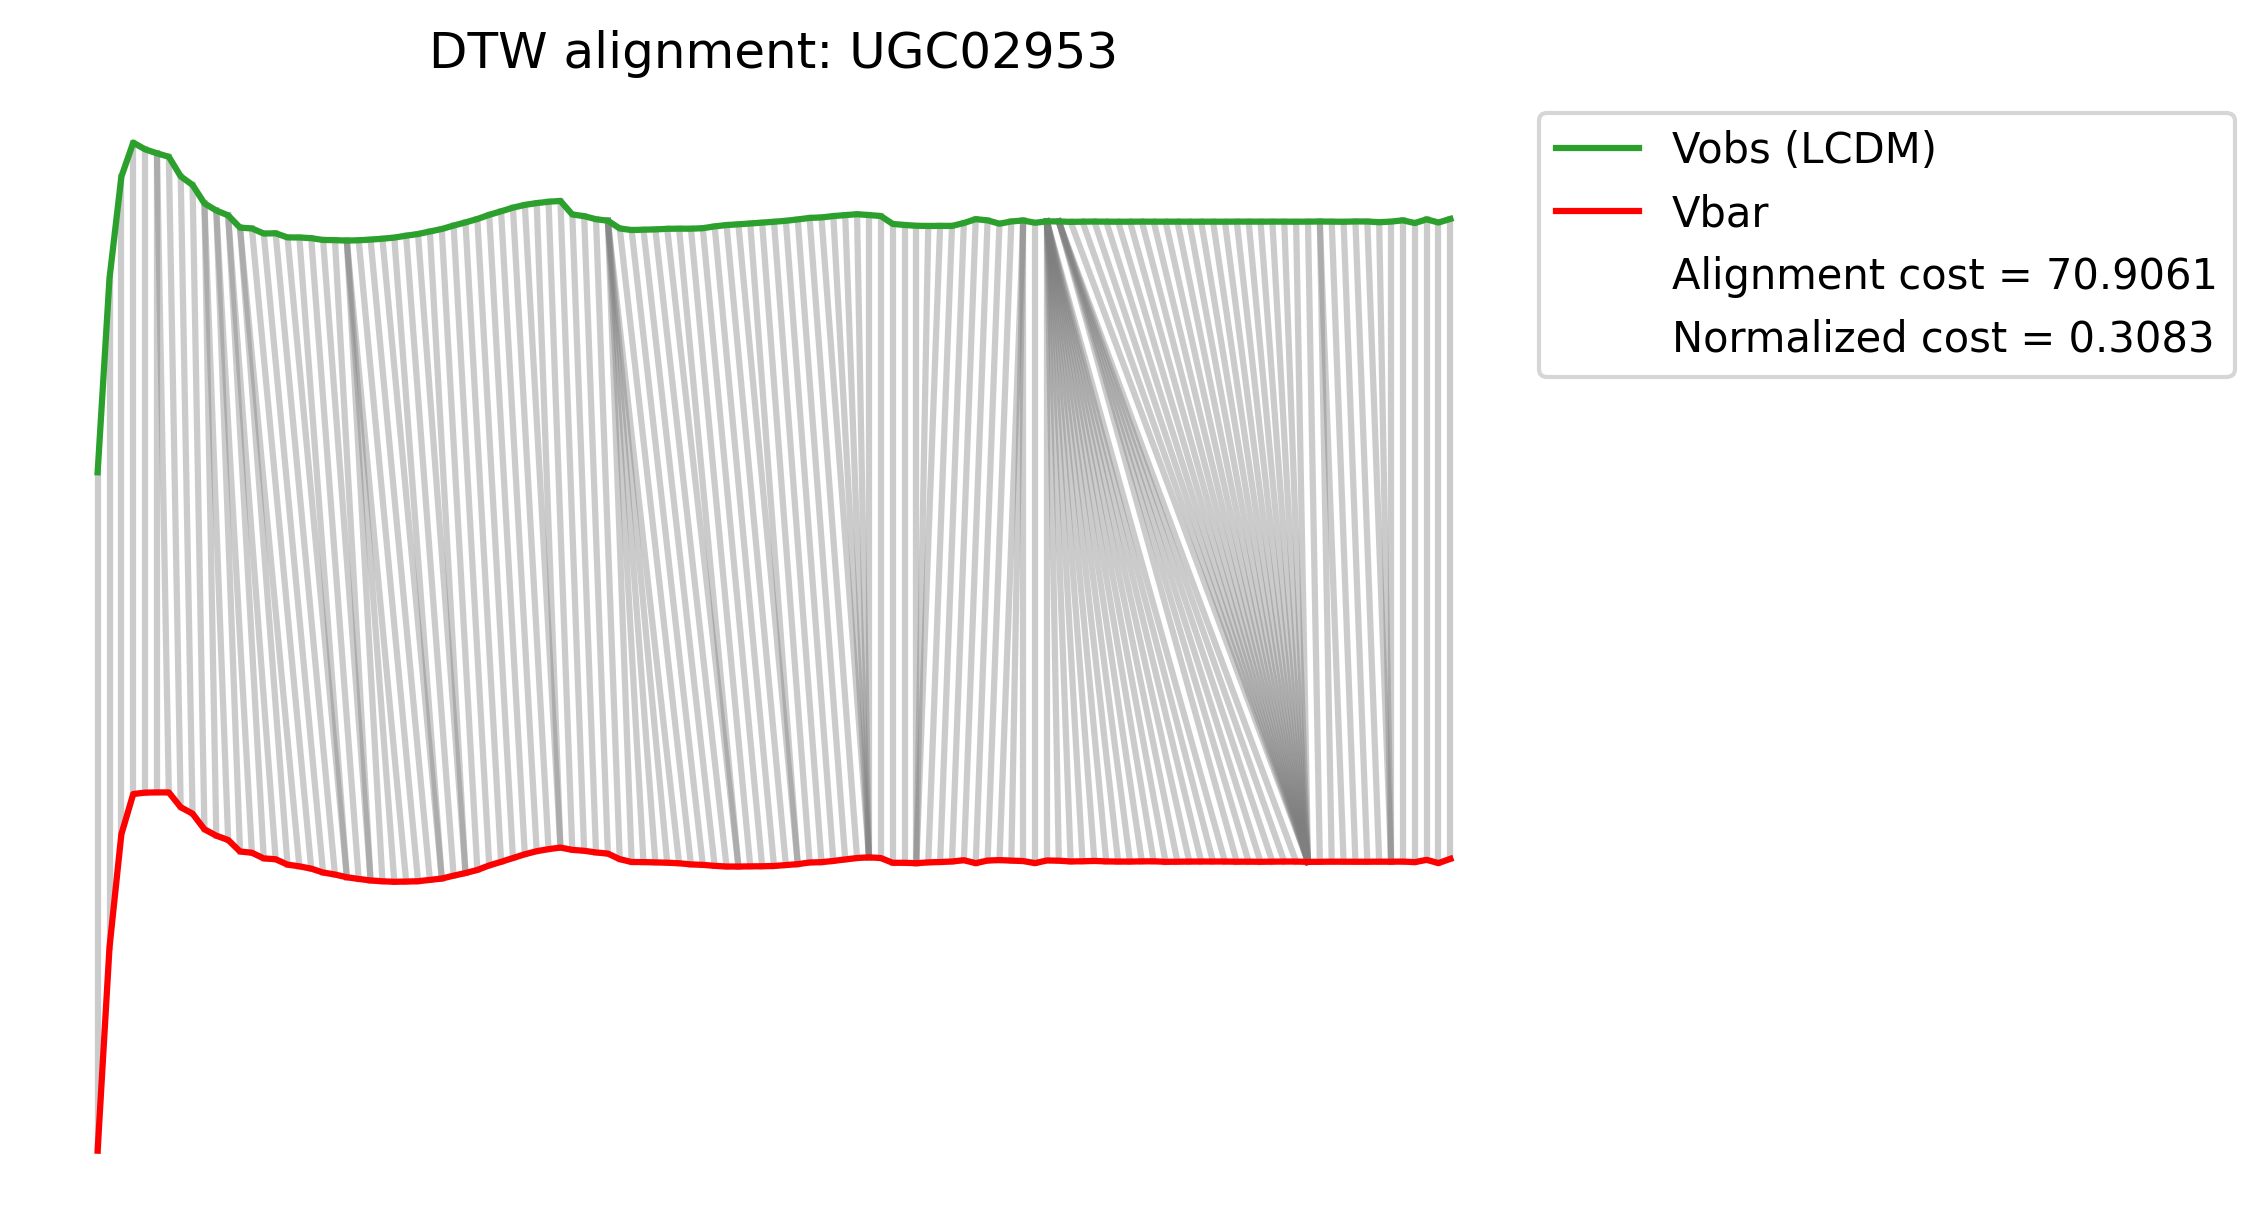 DTW alignment: UGC02953
Vobs (LCDM)
Vbar
Alignment cost = 70.9061
Normalized cost = 0.3083